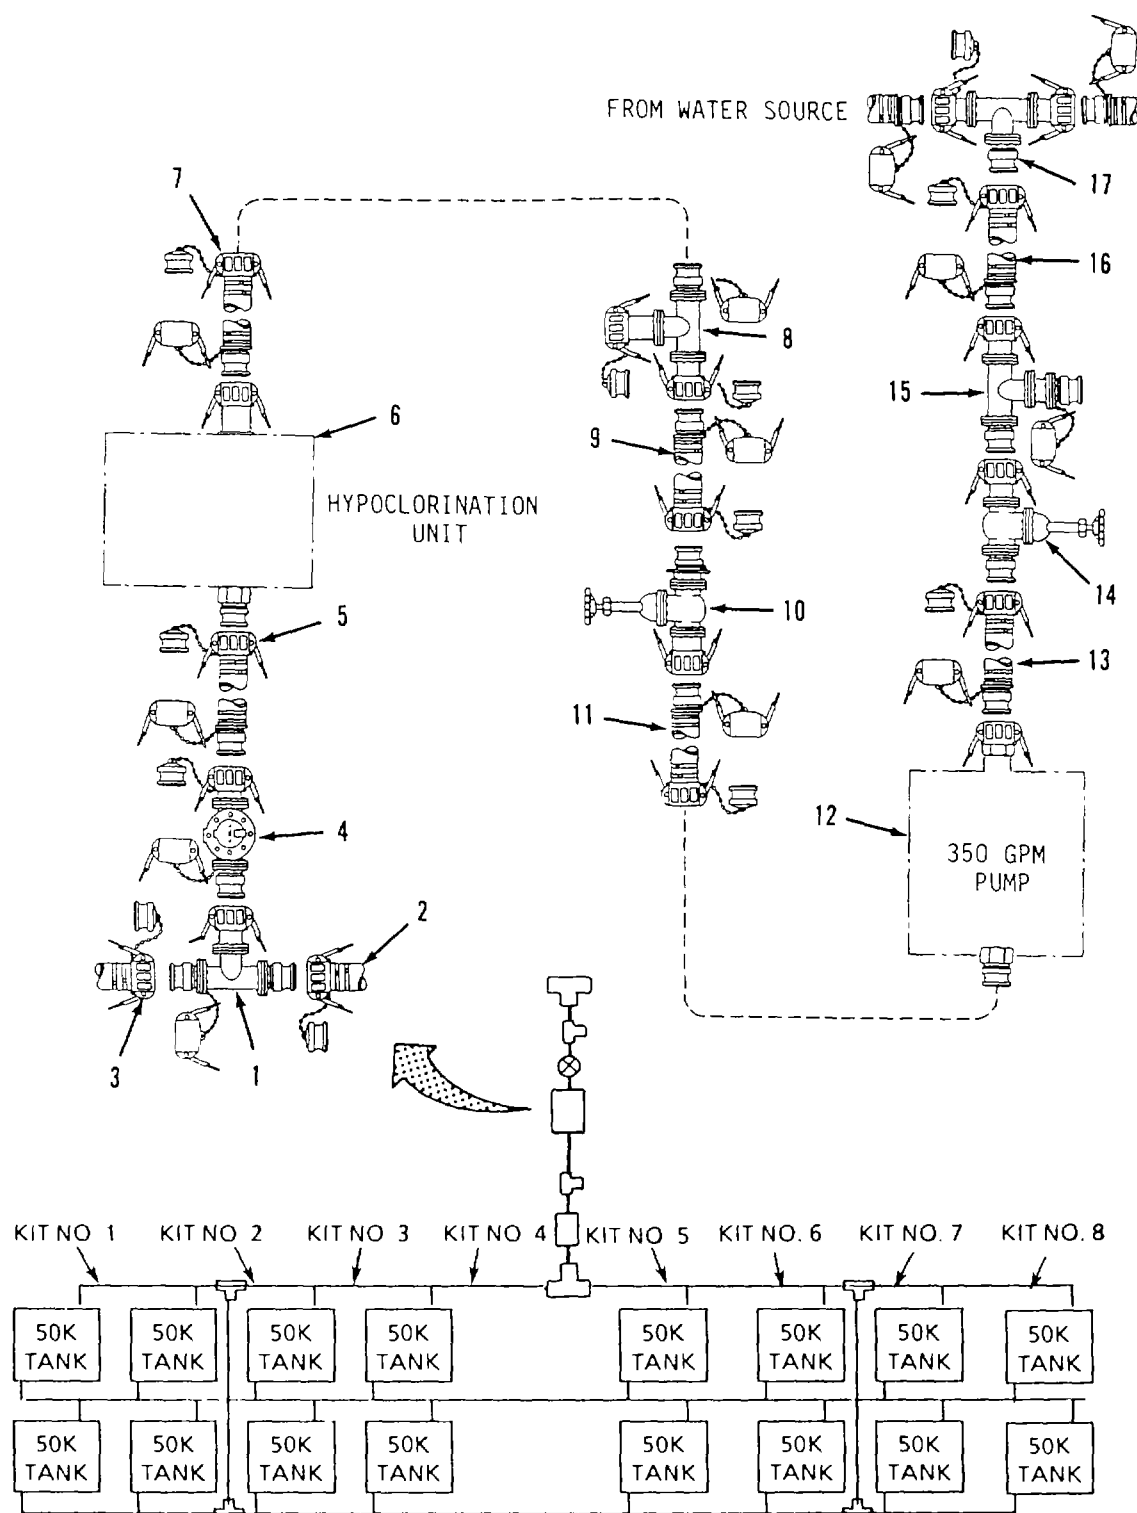 FROM WATER SOURCE
17
7
16
8
15
6
9
HYPOCLORINATION
UNIT
14
10
5
13
11
12
350 GPM
PUMP
4
2
3
1
KIT NO 1
KIT NO 2
KIT NO 3
KIT NO 4
KIT NO 5
KIT NO. 6
KIT NO. 7
KIT NO. 8
50K
TANK
50K
TANK
50K
TANK
50K
TANK
50K
TANK
50K
TANK
50K
TANK
50K
TANK
50K
TANK
50K
TANK
50K
TANK
50K
TANK
50K
TANK
50K
TANK
50K
TANK
50K
TANK